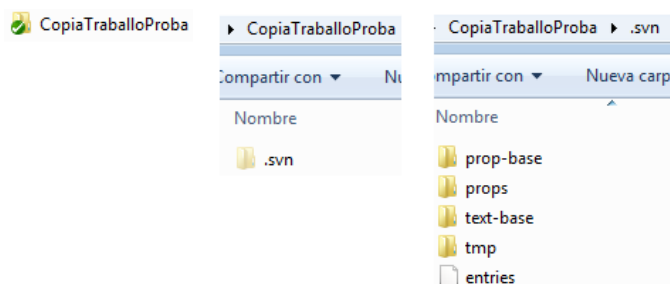 CopiaTraballoProba
▸ CopiaTraballoProba
Compartir con ▾ Nu
Nombre
.svn
CopiaTraballoProba ▸ .svn
mpartir con ▾ Nueva carp
Nombre
prop-base
props
text-base
tmp
entries